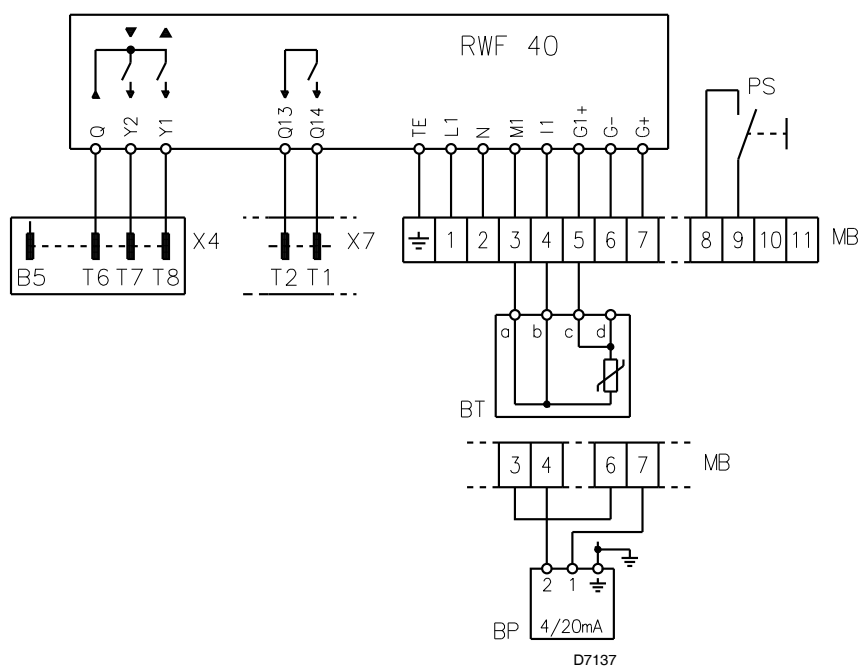 RWF 40
PS
Q Y2 Y1 Q13 Q14 TE L1 N M1 I1 G1+ G- G+
X4 X7 1 2 3 4 5 6 7 8 9 10 11 MB
B5 T6 T7 T8 T2 T1
a b c d
BT
3 4 6 7 MB
2 1
BP 4/20mA
D7137